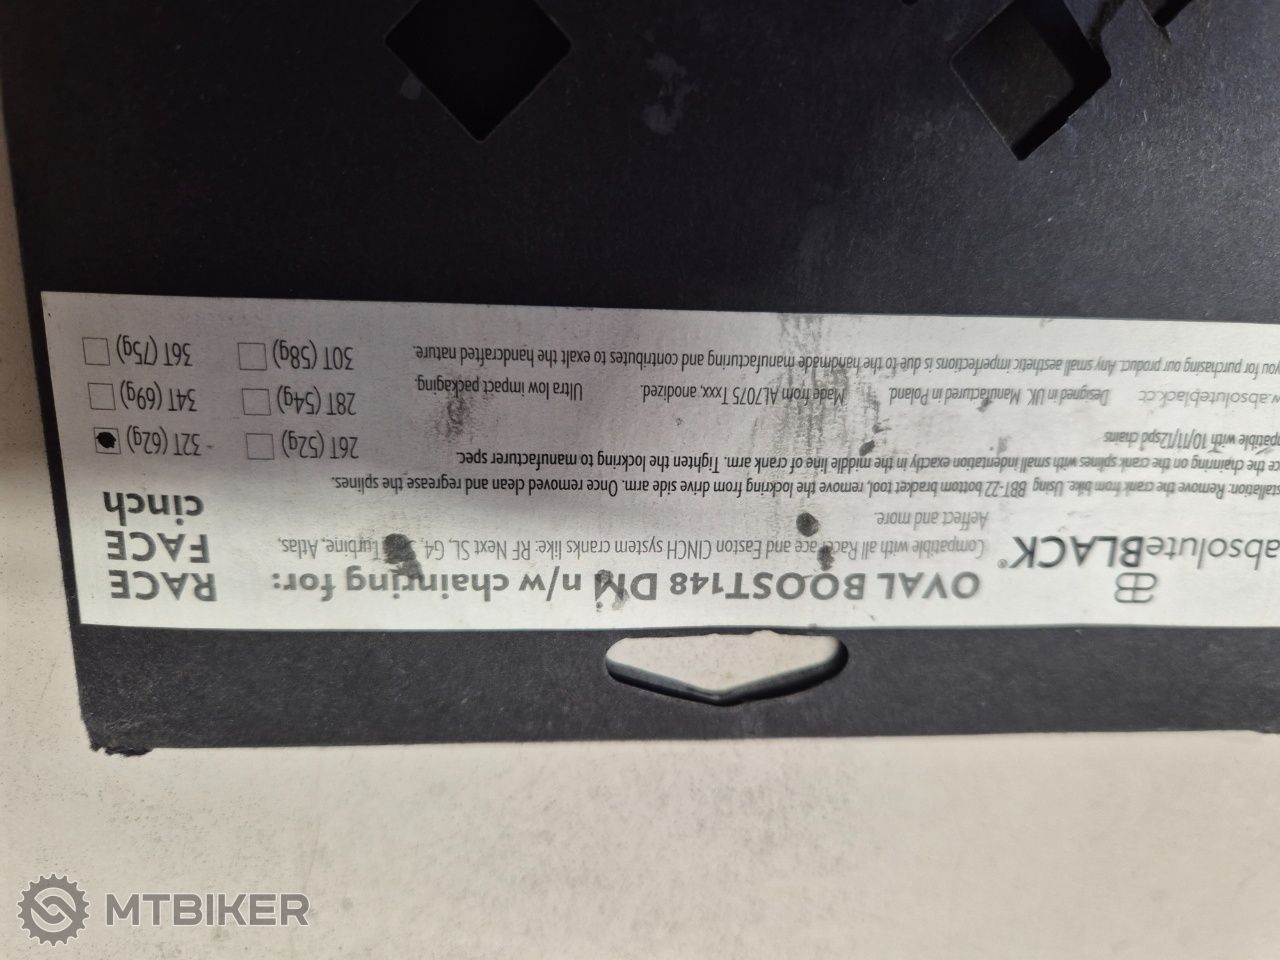 absoluteBLACK®
OVAL BOOST148 DM n/w chainring for:
Compatible with all Race Face and Easton CINCH system cranks like: RF Next SL, G4, Turbine, Atlas,
Aeffect and more.
RACE
FACE
cinch
Remove the crank from bike. Using BBT-22 bottom bracket tool, remove the lockring from drive side arm. Once removed clean and regrease the splines.
the chainring on the crank splines with small indentation exactly in the middle line of crank arm. Tighten the lockring to manufacturer spec.
with 10/11/12spd chains
absoluteblack.cc Designed in UK. Manufactured in Poland. Made from AL7075 Txxx, anodized. Ultra low impact packaging.
you for purchasing our product. Any small aesthetic imperfections is due to the handmade manufacturing and contributes to exalt the handcrafted nature.
26T (52g) 32T (62g)
28T (54g) 34T (69g)
30T (58g) 36T (75g)
MTBIKER